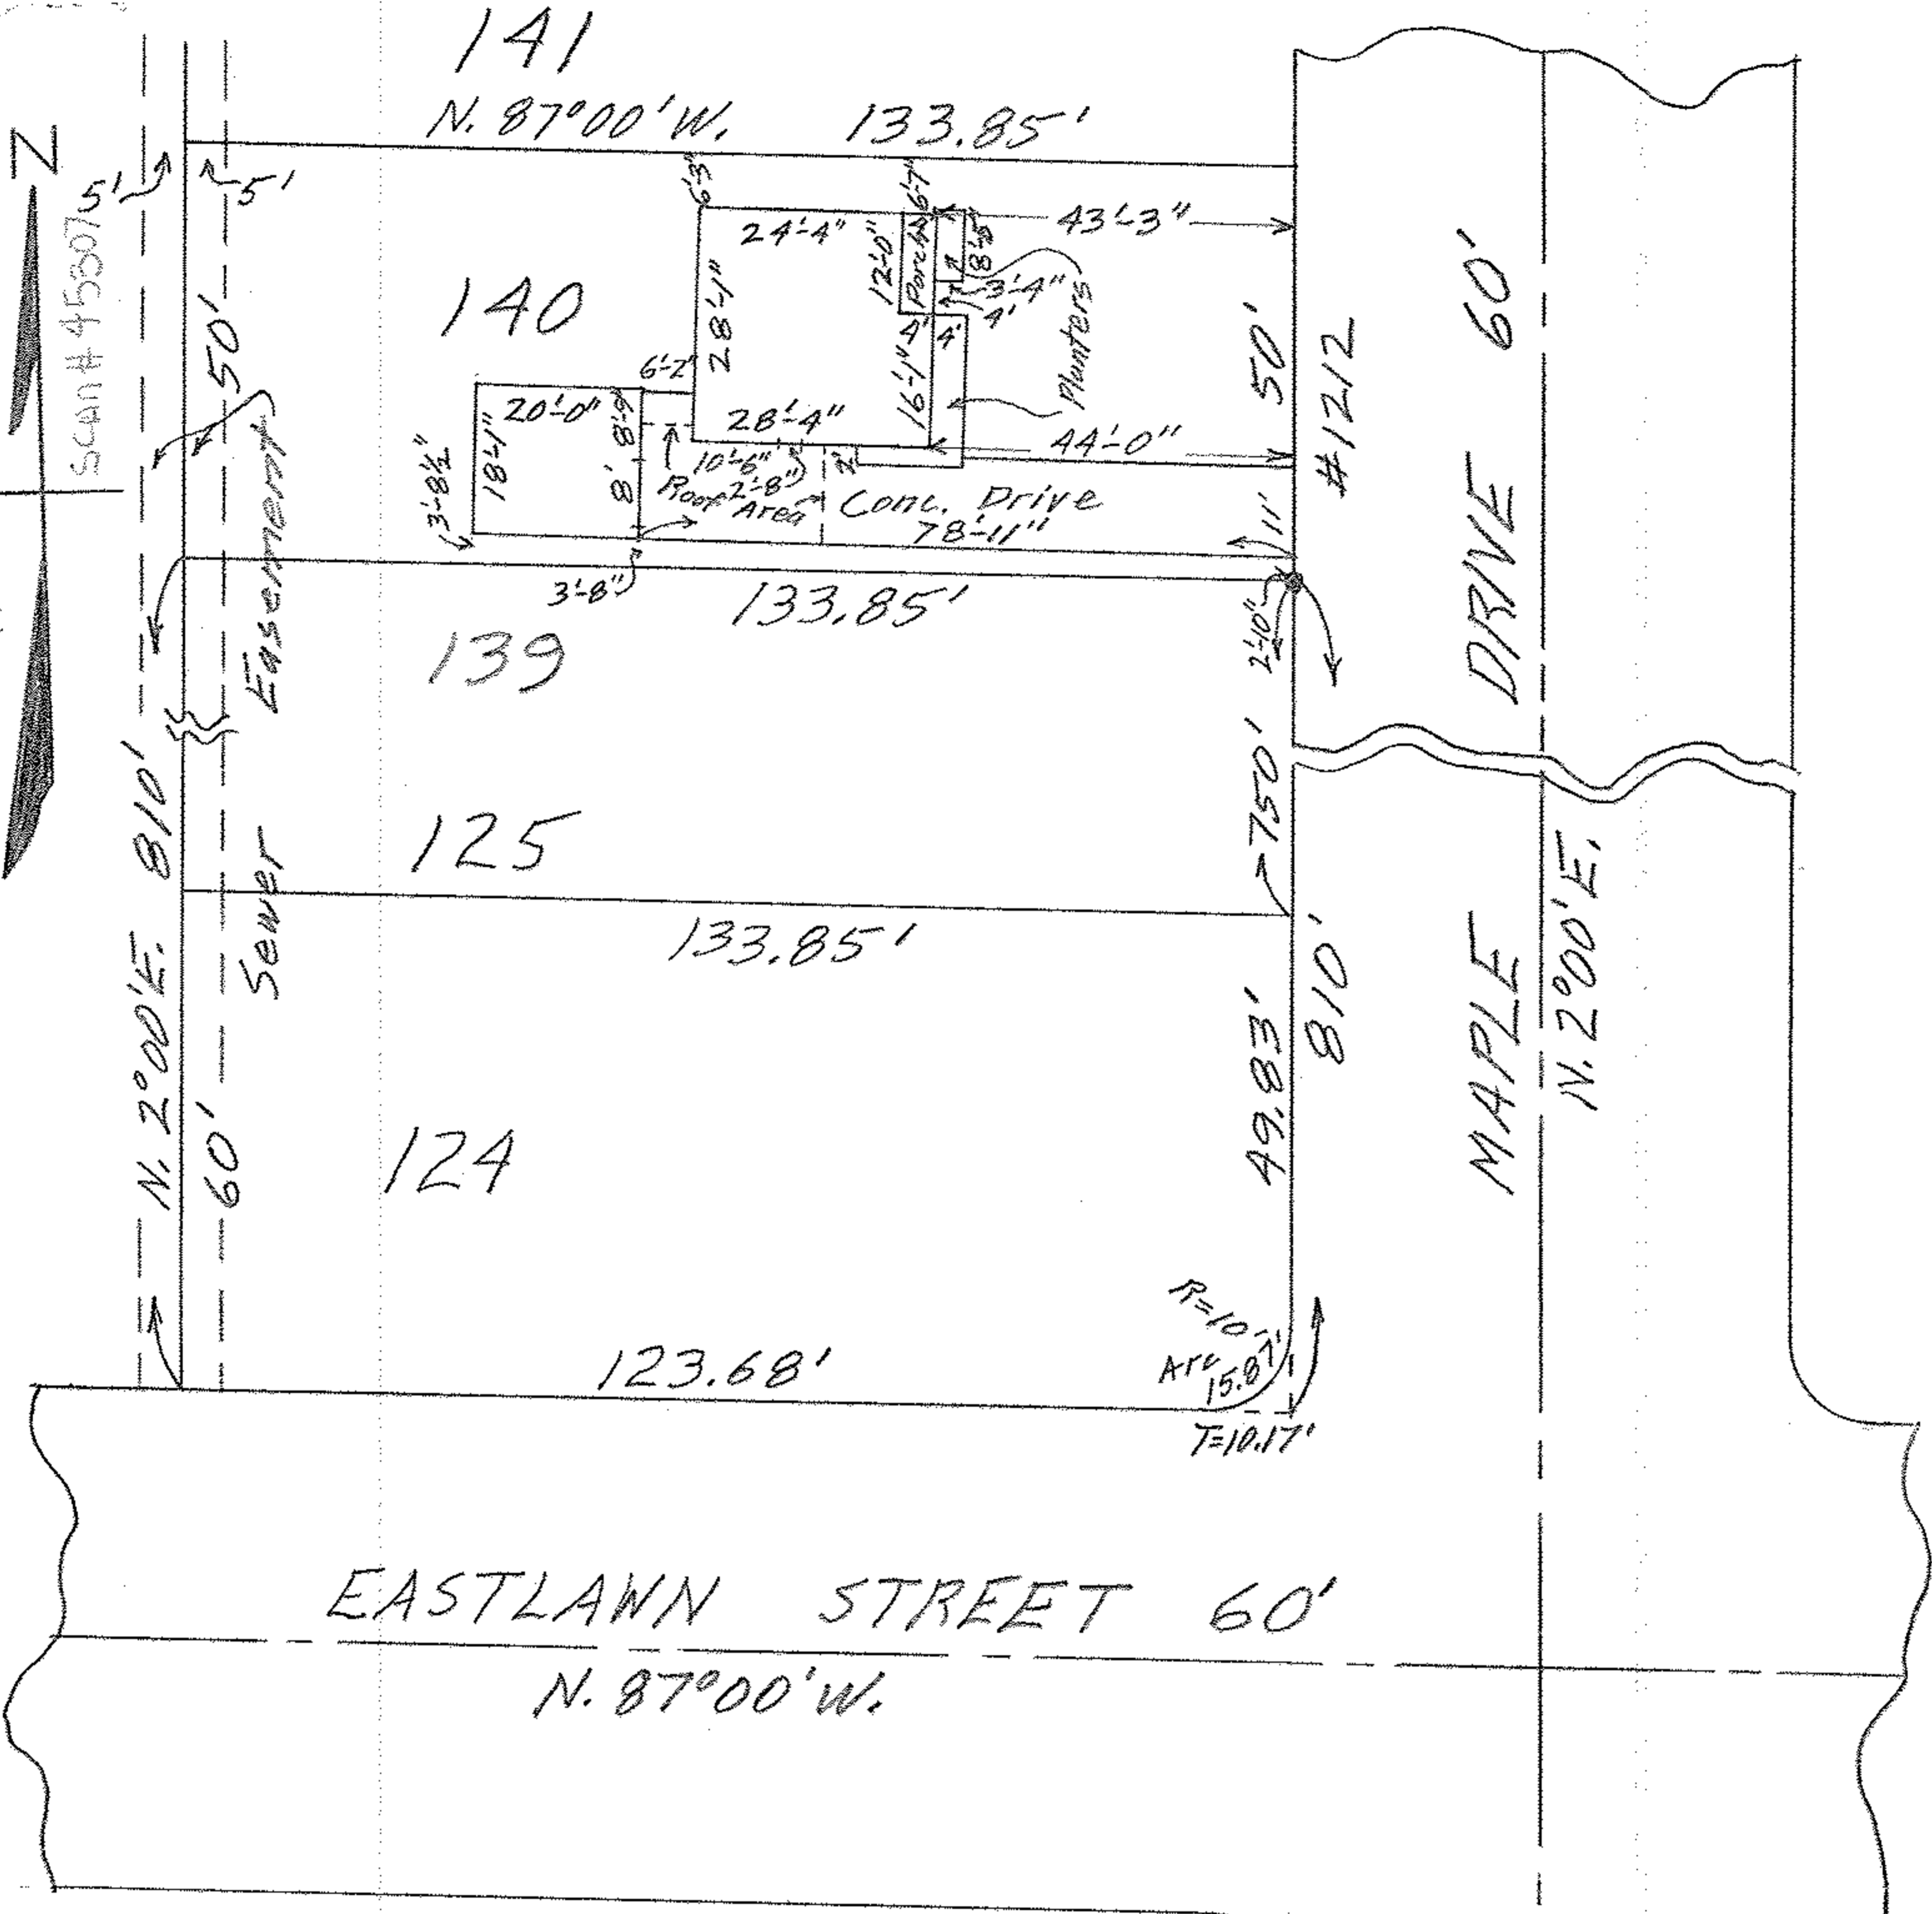 141
N. 87°00'W. 133.85'
N
Scan# 45307
5'
5'
6'-3"
6'-7"
24'-4"
43'-3"
12'-0"
Porch
8'-5"
3'-4"
4'
140
28'-1"
50'
4'
4'
16'-1"
Planters
50'
#1212
6'-2"
20'-0"
8'-9"
28'-4"
44'-0"
3'-8½"
18'-1"
8'
10'-6"
2'-8"
2'
Roof Area
Conc. Drive
78'-11"
11'
3'-8"
133.85'
2'-10"
139
Sewer Easement
MAPLE DRIVE 60'
N. 2°00'E.
N. 2°00'E. 810'
125
750'
133.85'
49.83'
810'
60'
124
R=10'
Arc 15.87'
123.68'
T=10.17'
EASTLAWN STREET 60'
N. 87°00'W.